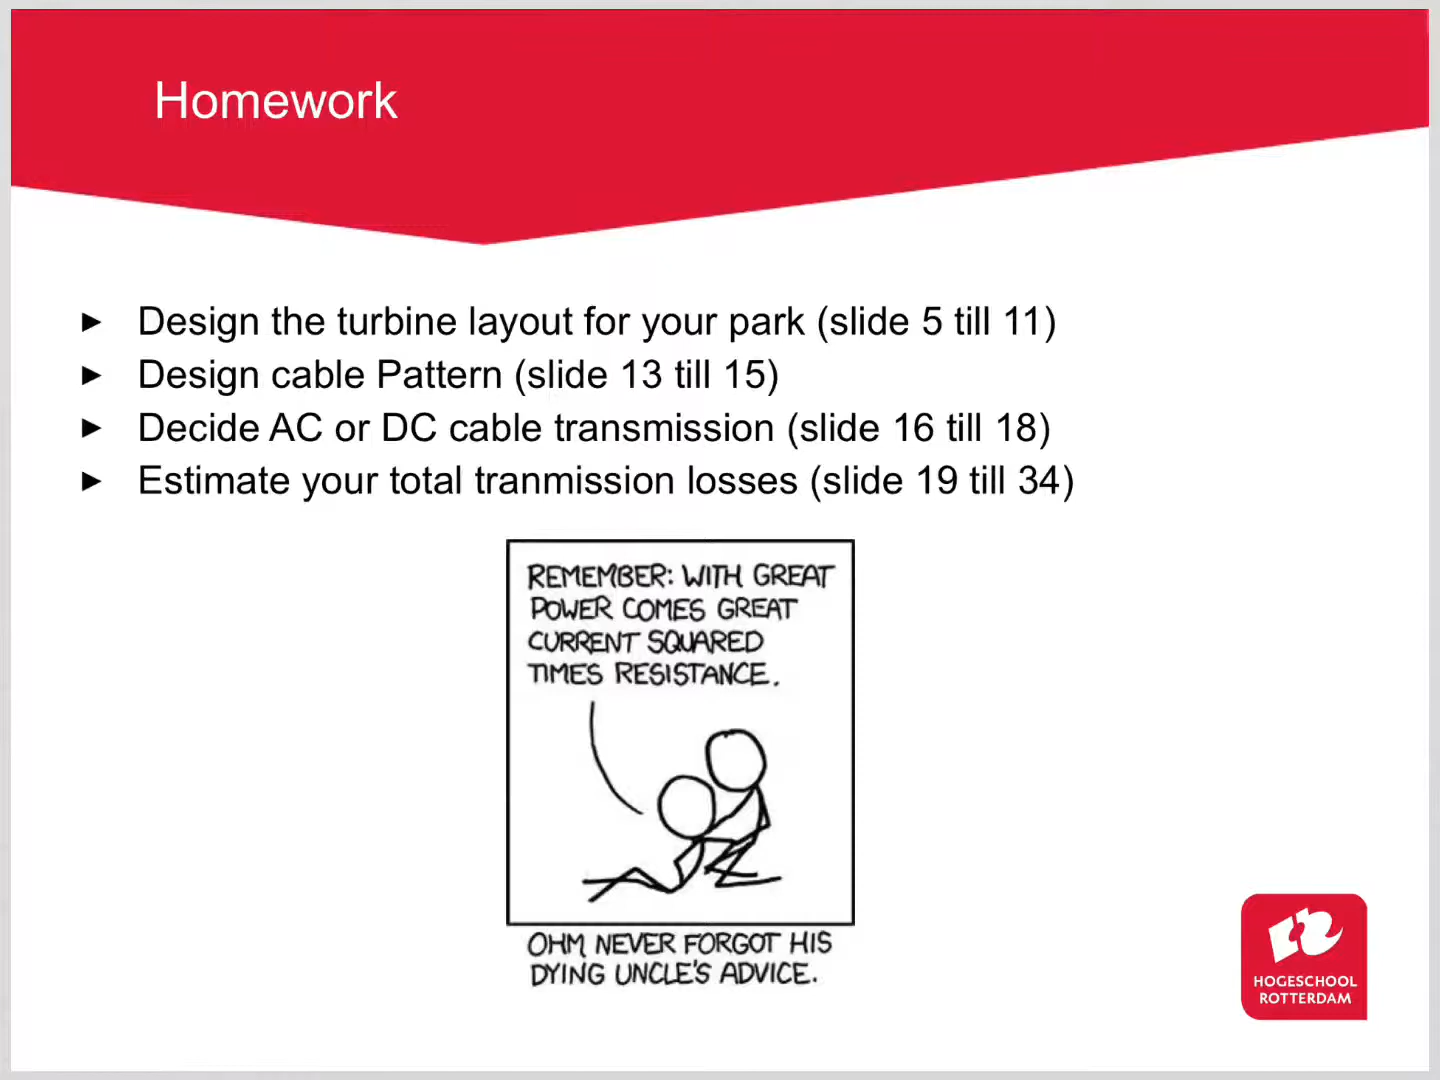 Homework
► Design the turbine layout for your park (slide 5 till 11)
► Design cable Pattern (slide 13 till 15)
► Decide AC or DC cable transmission (slide 16 till 18)
► Estimate your total tranmission losses (slide 19 till 34)
REMEMBER: WITH GREAT
POWER COMES GREAT
CURRENT SQUARED
TIMES RESISTANCE.
OHM NEVER FORGOT HIS
DYING UNCLE'S ADVICE.
HOGESCHOOL
ROTTERDAM